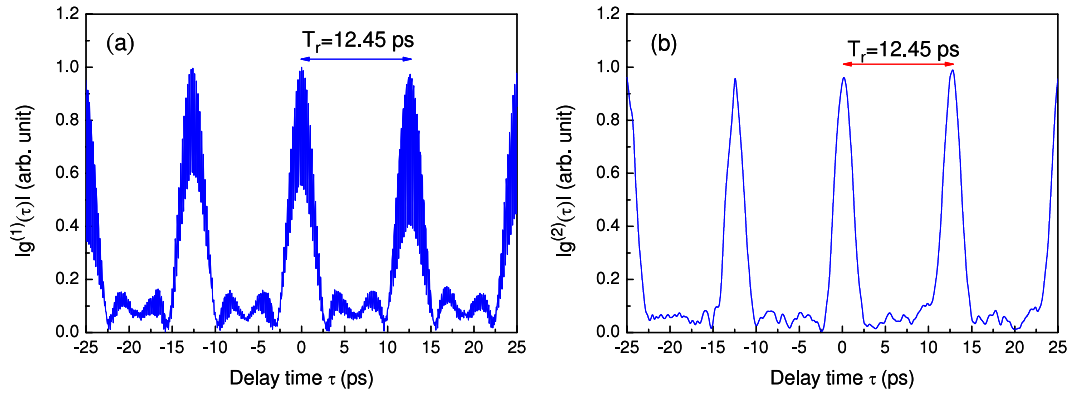 (a)
T_r=12.45 ps
1.2
1.0
0.8
0.6
0.4
0.2
0.0
|g^(1)(τ)| (arb. unit)
-25 -20 -15 -10 -5 0 5 10 15 20 25
Delay time τ (ps)
(b)
T_r=12.45 ps
1.2
1.0
0.8
0.6
0.4
0.2
0.0
|g^(2)(τ)| (arb. unit)
-25 -20 -15 -10 -5 0 5 10 15 20 25
Delay time τ (ps)